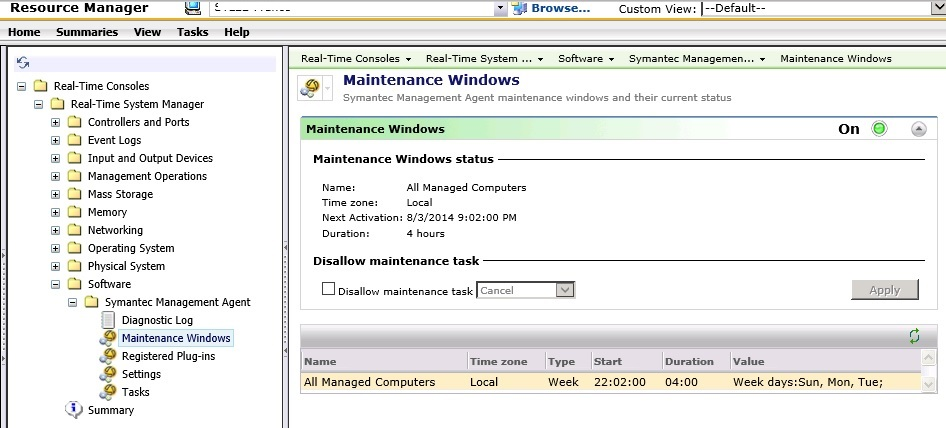 Resource Manager
Browse...
Custom View: --Default--
Home Summaries View Tasks Help
Real-Time Consoles
Real-Time System Manager
Controllers and Ports
Event Logs
Input and Output Devices
Management Operations
Mass Storage
Memory
Networking
Operating System
Physical System
Software
Symantec Management Agent
Diagnostic Log
Maintenance Windows
Registered Plug-ins
Settings
Tasks
Summary
Real-Time Consoles Real-Time System ... Software Symantec Managemen... Maintenance Windows
Maintenance Windows
Symantec Management Agent maintenance windows and their current status
Maintenance Windows On
Maintenance Windows status
Name: All Managed Computers
Time zone: Local
Next Activation: 8/3/2014 9:02:00 PM
Duration: 4 hours
Disallow maintenance task
Disallow maintenance task Cancel Apply
Name Time zone Type Start Duration Value
All Managed Computers Local Week 22:02:00 04:00 Week days:Sun, Mon, Tue;